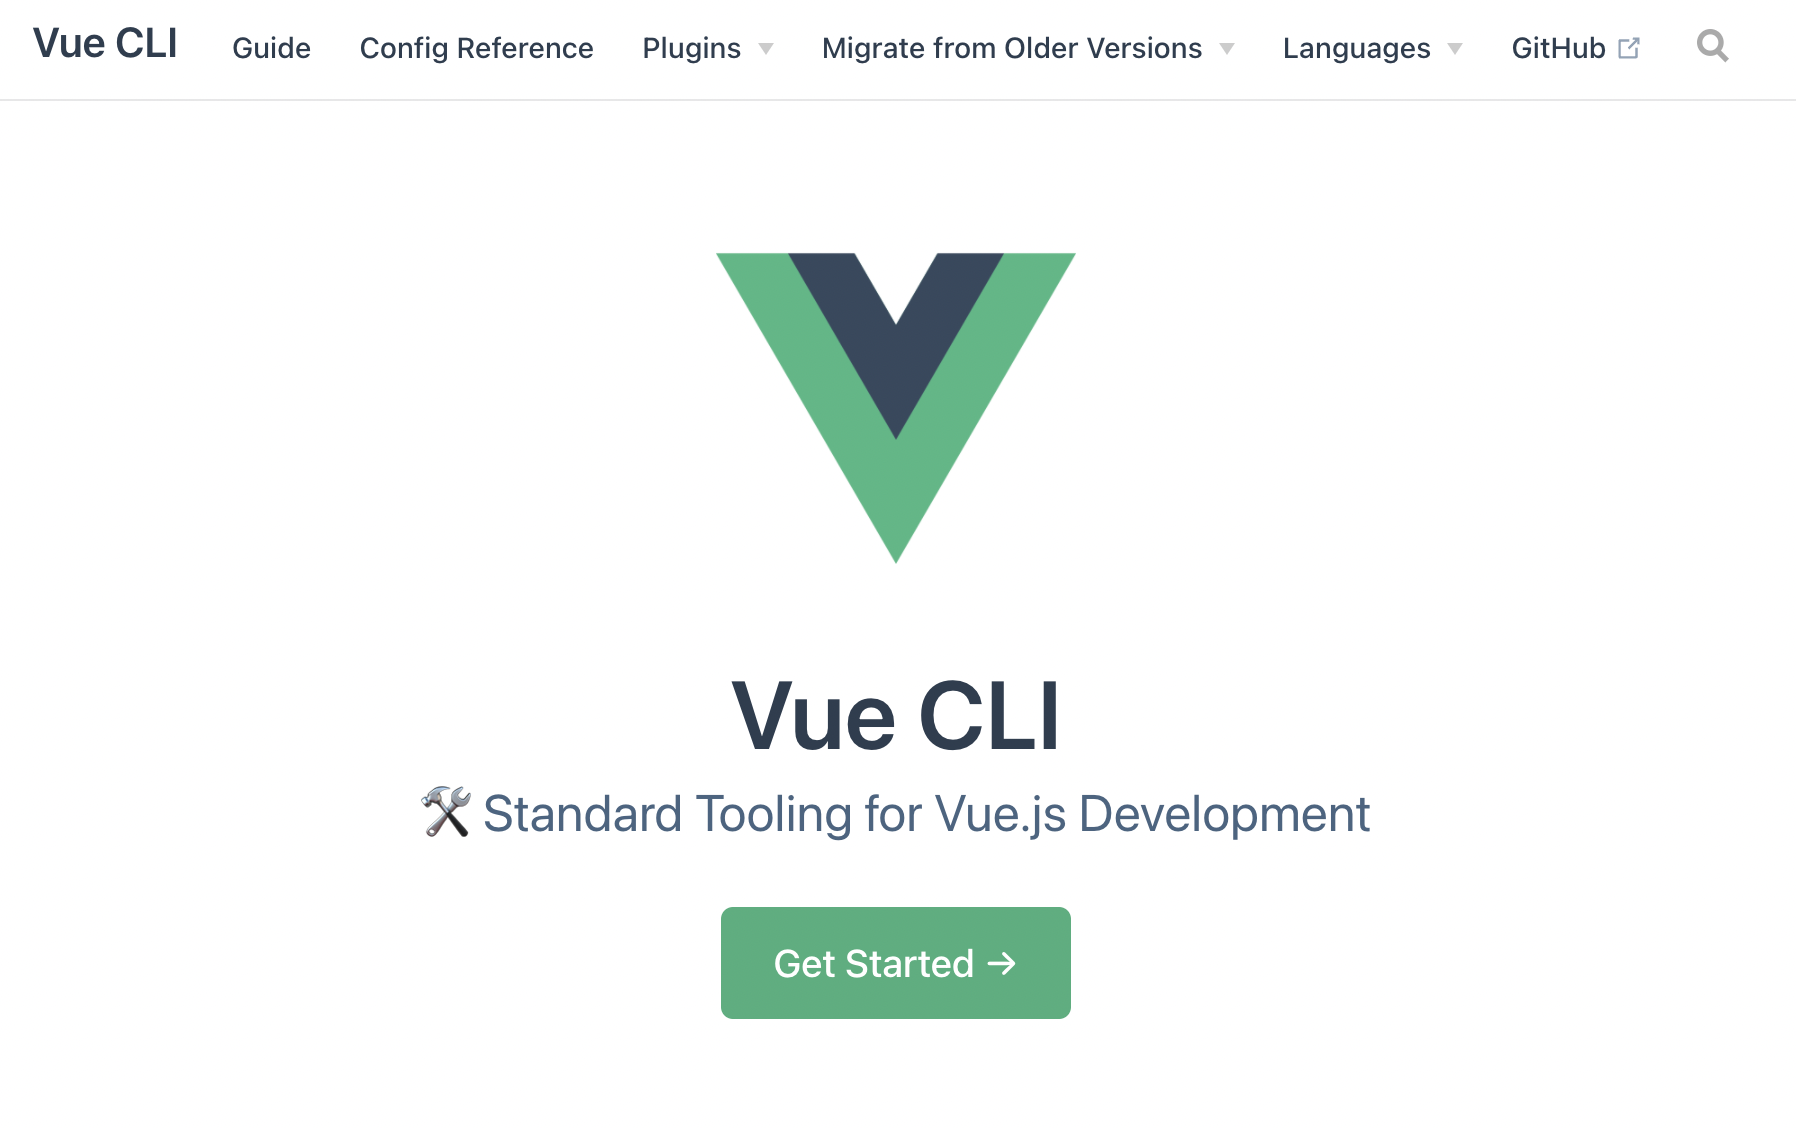 Vue CLI Guide Config Reference Plugins Migrate from Older Versions Languages GitHub
Vue CLI
🛠️ Standard Tooling for Vue.js Development
Get Started →